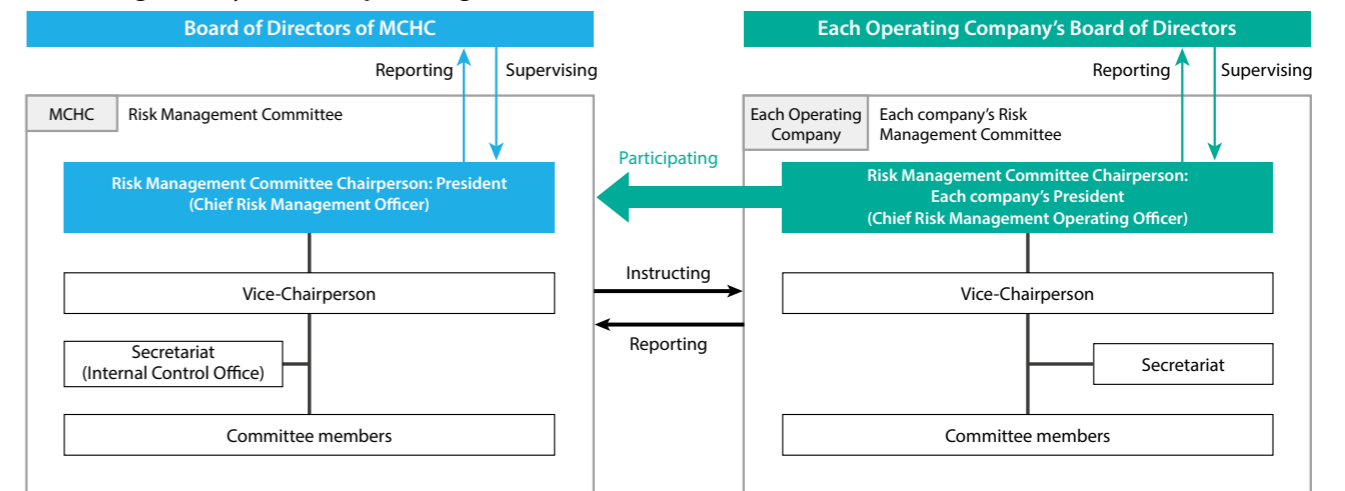 Board of Directors of MCHC
Reporting
Supervising
MCHC
Risk Management Committee
Risk Management Committee Chairperson: President
(Chief Risk Management Officer)
Vice-Chairperson
Secretariat
(Internal Control Office)
Committee members
Participating
Instructing
Reporting
Each Operating Company’s Board of Directors
Reporting
Supervising
Each Operating
Company
Each company’s Risk
Management Committee
Risk Management Committee Chairperson:
Each company’s President
(Chief Risk Management Operating Officer)
Vice-Chairperson
Secretariat
Committee members